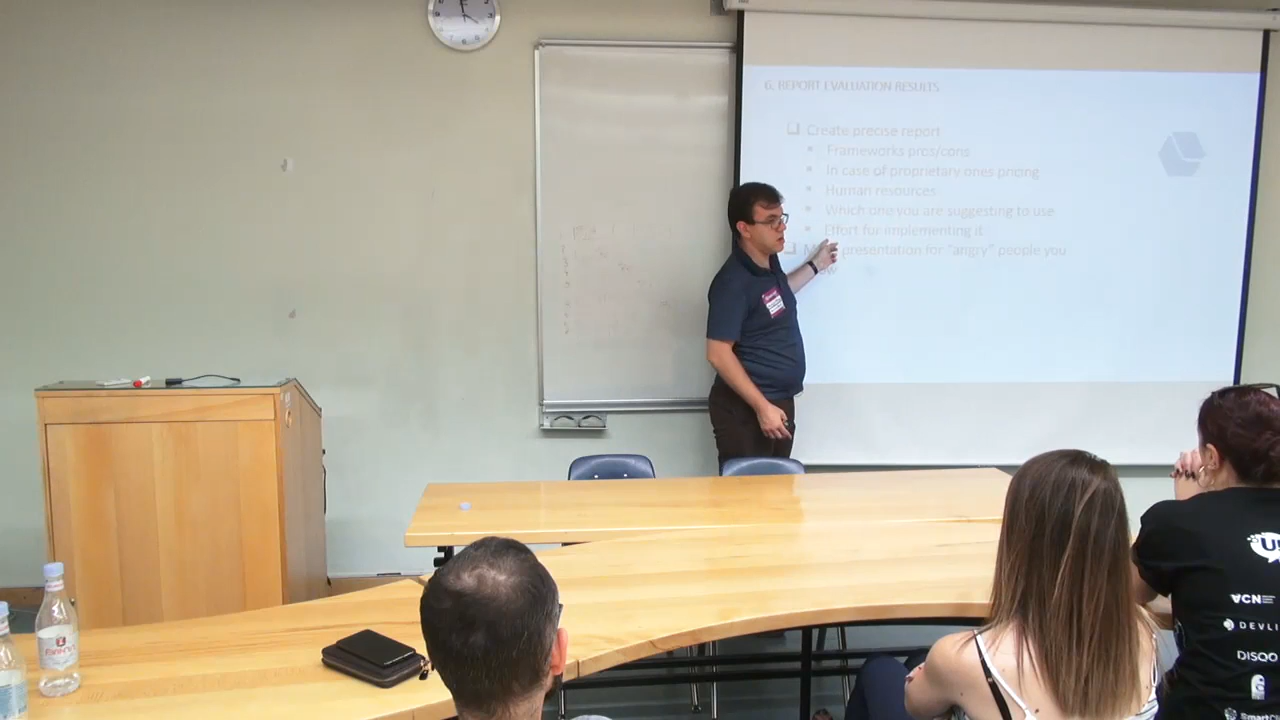 6. REPORT EVALUATION RESULTS
Create precise report
Frameworks pros/cons
In case of proprietary ones pricing
Human resources
Which one you are suggesting to use
Effort for implementing it
presentation for "angry" people you
ACN
DEVLI
DISQO